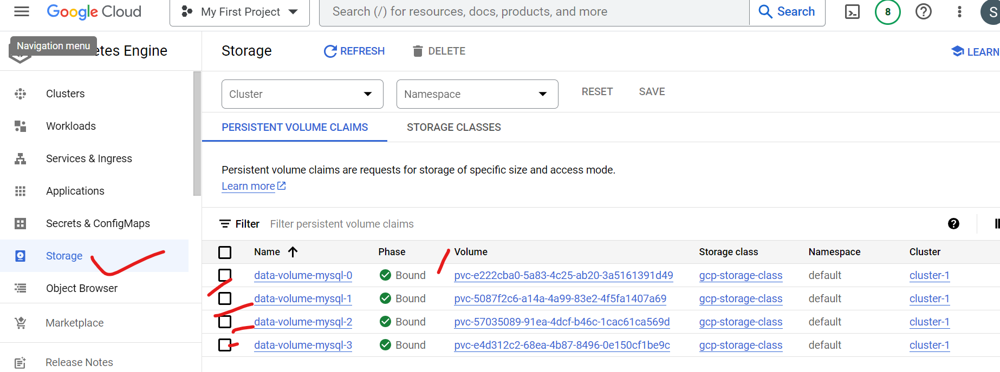 Google Cloud
My First Project
Search (/) for resources, docs, products, and more
Search
8
S
Navigation menu
etes Engine
Storage
REFRESH
DELETE
LEARN
Clusters
Workloads
Services & Ingress
Applications
Secrets & ConfigMaps
Storage
Object Browser
Marketplace
Release Notes
Cluster
Namespace
RESET
SAVE
PERSISTENT VOLUME CLAIMS
STORAGE CLASSES
Persistent volume claims are requests for storage of specific size and access mode.
Learn more
Filter Filter persistent volume claims
Name Phase Volume Storage class Namespace Cluster
data-volume-mysql-0 Bound pvc-e222cba0-5a83-4c25-ab20-3a5161391d49 gcp-storage-class default cluster-1
data-volume-mysql-1 Bound pvc-5087f2c6-a14a-4a99-83e2-4f5fa1407a69 gcp-storage-class default cluster-1
data-volume-mysql-2 Bound pvc-57035089-91ea-4dcf-b46c-1cac61ca569d gcp-storage-class default cluster-1
data-volume-mysql-3 Bound pvc-e4d312c2-68ea-4b87-8496-0e150cf1be9c gcp-storage-class default cluster-1